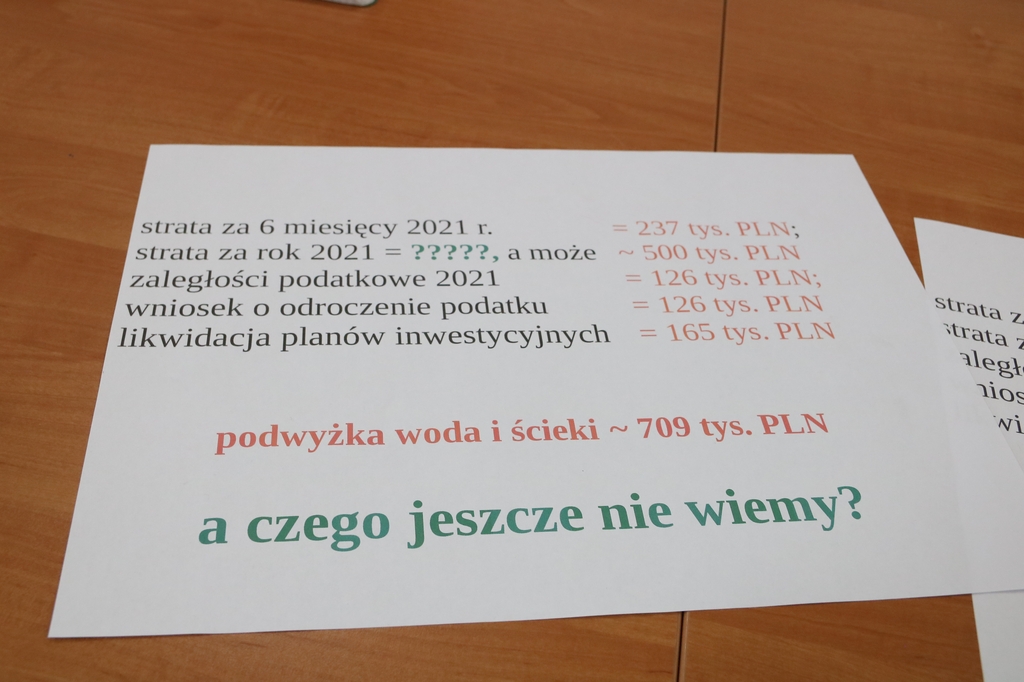 strata za 6 miesięcy 2021 r. = 237 tys. PLN;
strata za rok 2021 = ?????, a może ~ 500 tys. PLN
zaległości podatkowe 2021 = 126 tys. PLN;
wniosek o odroczenie podatku = 126 tys. PLN
likwidacja planów inwestycyjnych = 165 tys. PLN
podwyżka woda i ścieki ~ 709 tys. PLN
a czego jeszcze nie wiemy?
strata
strata